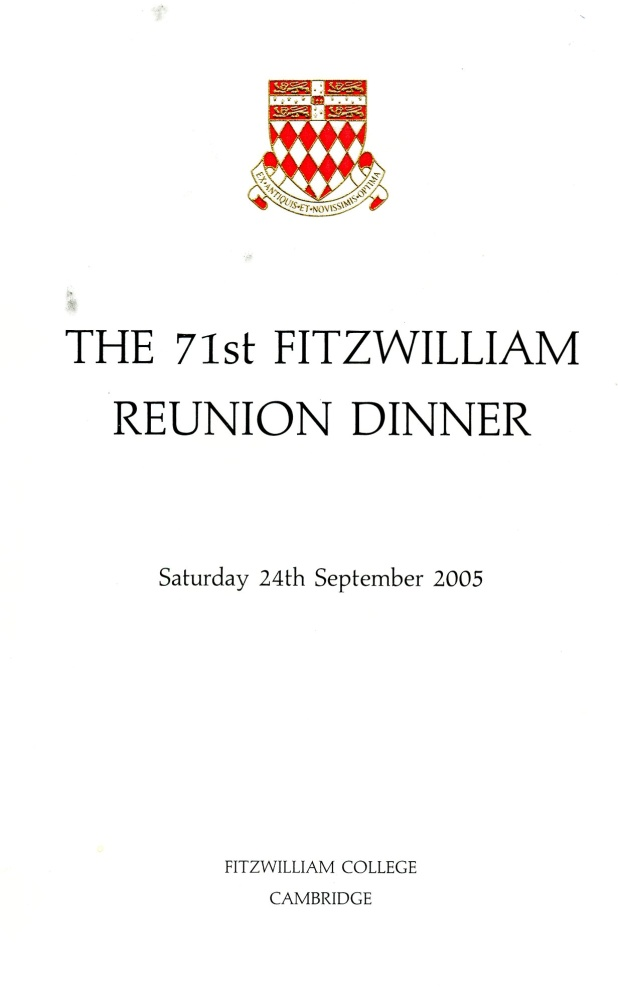 EX·ANTIQUIS·ET·NOVISSIMIS·OPTIMA
THE 71st FITZWILLIAM
REUNION DINNER
Saturday 24th September 2005
FITZWILLIAM COLLEGE
CAMBRIDGE